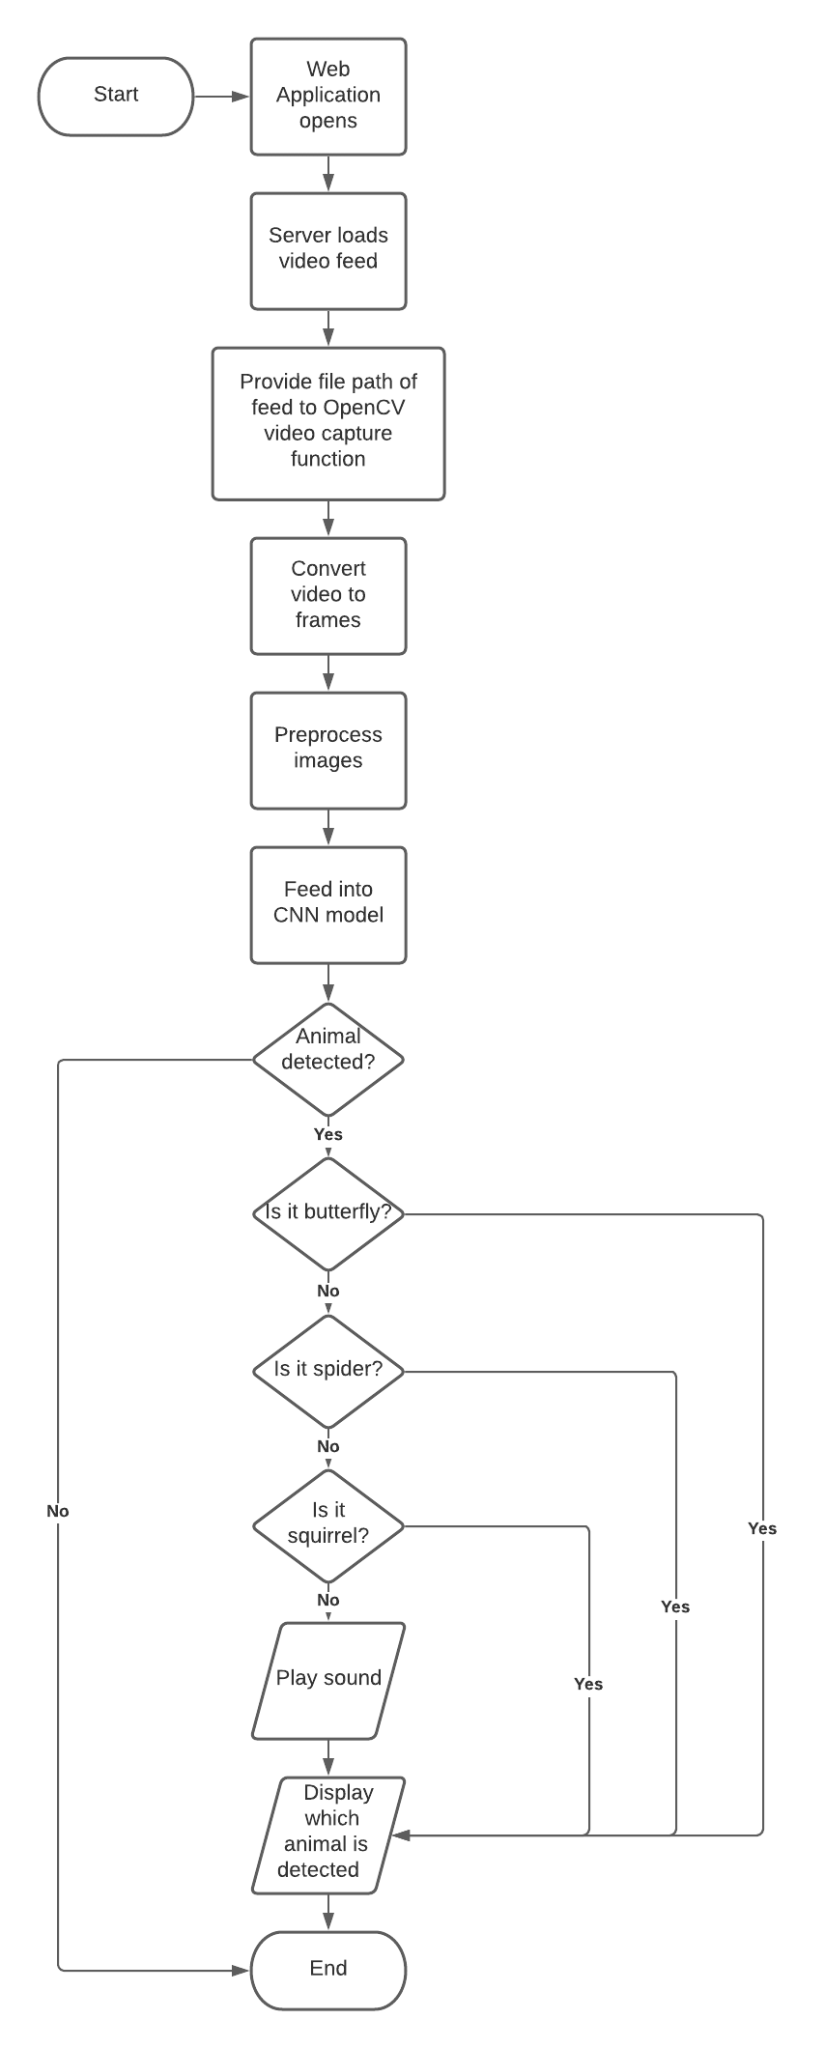 Start
Web
Application
opens
Server loads
video feed
Provide file path of
feed to OpenCV
video capture
function
Convert
video to
frames
Preprocess
images
Feed into
CNN model
Animal
detected?
Yes
Is it butterfly?
No
Is it spider?
No
Is it
squirrel?
No
No
Yes
Yes
Yes
Play sound
Display
which
animal is
detected
End